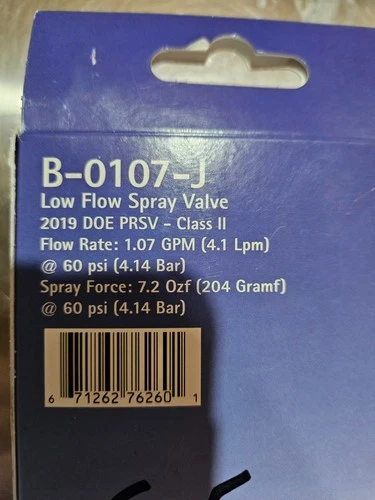 B-0107-J
Low Flow Spray Valve
2019 DOE PRSV - Class II
Flow Rate: 1.07 GPM (4.1 Lpm)
@ 60 psi (4.14 Bar)
Spray Force: 7.2 Ozf (204 Gramf)
@ 60 psi (4.14 Bar)
6 71262 76260 1